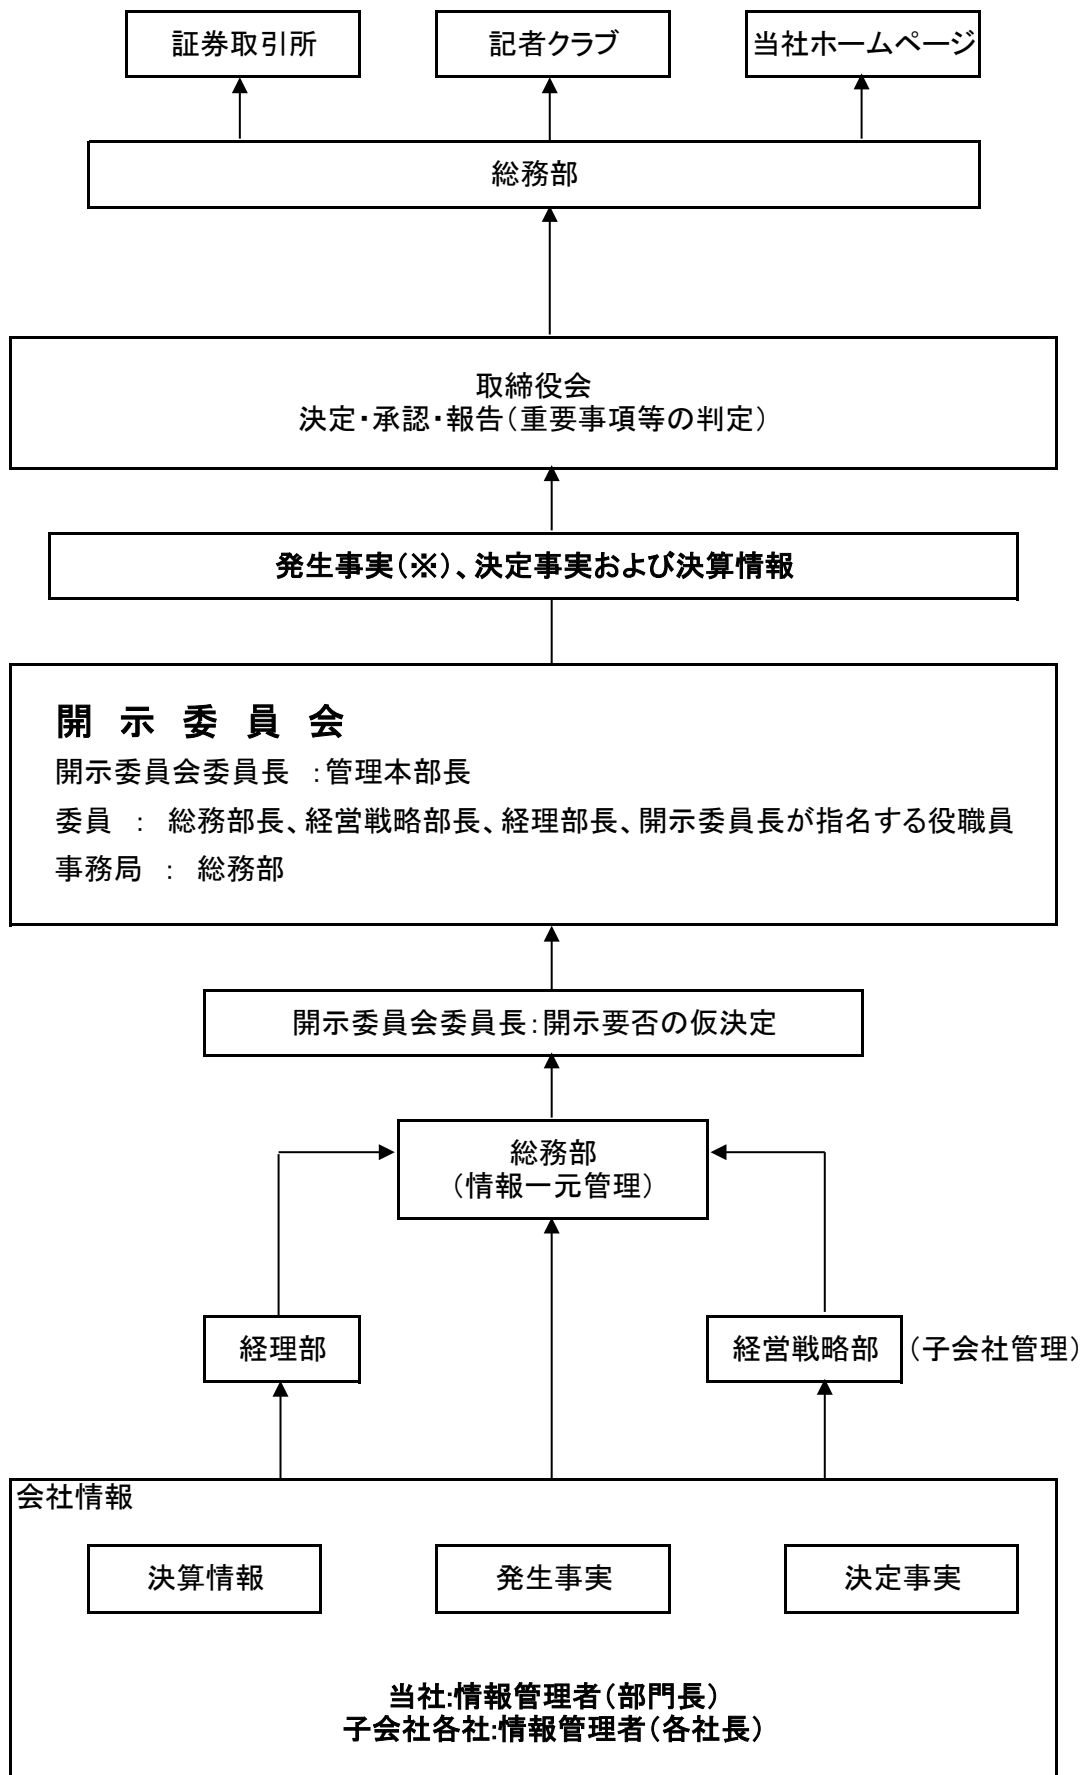 証券取引所
記者クラブ
当社ホームページ
総務部
取締役会
決定・承認・報告（重要事項等の判定）
発生事実（※）、決定事実および決算情報
開 示 委 員 会
開示委員会委員長 ：管理本部長
委員 ： 総務部長、経営戦略部長、経理部長、開示委員長が指名する役職員
事務局 ： 総務部
開示委員会委員長：開示要否の仮決定
総務部
（情報一元管理）
経理部
経営戦略部 （子会社管理）
会社情報
決算情報
発生事実
決定事実
当社:情報管理者（部門長）
子会社各社:情報管理者（各社長）